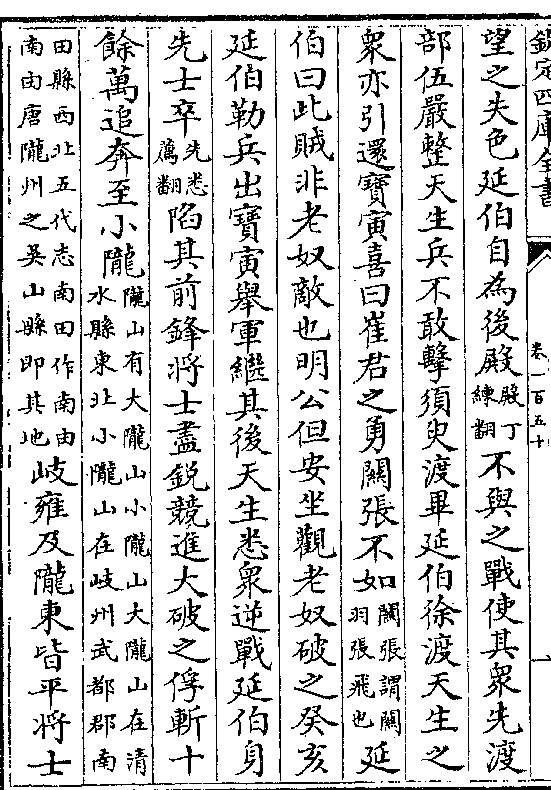 欽定四庫全書
卷一百五十
一
望之失色延伯自為後殿殿丁練翻不與之戰使其衆先渡
部伍嚴整天生兵不敢擊須臾渡畢延伯徐渡天生之
衆亦引還寶寅喜曰崔君之勇關張不如關張謂關羽張飛也延
伯曰此賊非老奴敵也明公但安坐觀老奴破之癸亥
延伯勒兵出寶寅舉軍繼其後天生悉衆逆戰延伯身
先士卒先悉薦翻陷其前鋒將士盡鋭競進大破之俘斬十
餘萬追奔至小隴隴山有大隴山小隴山大隴山在清水縣東北小隴山在岐州武都郡南
田縣西北五代志南田作南由南由唐隴州之吳山縣即其地岐雍及隴東皆平將士